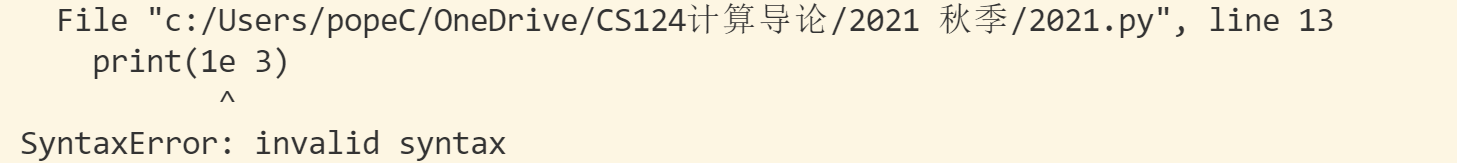 File "c:/Users/popeC/OneDrive/CS124计算导论/2021 秋季/2021.py", line 13
print(1e 3)
^
SyntaxError: invalid syntax